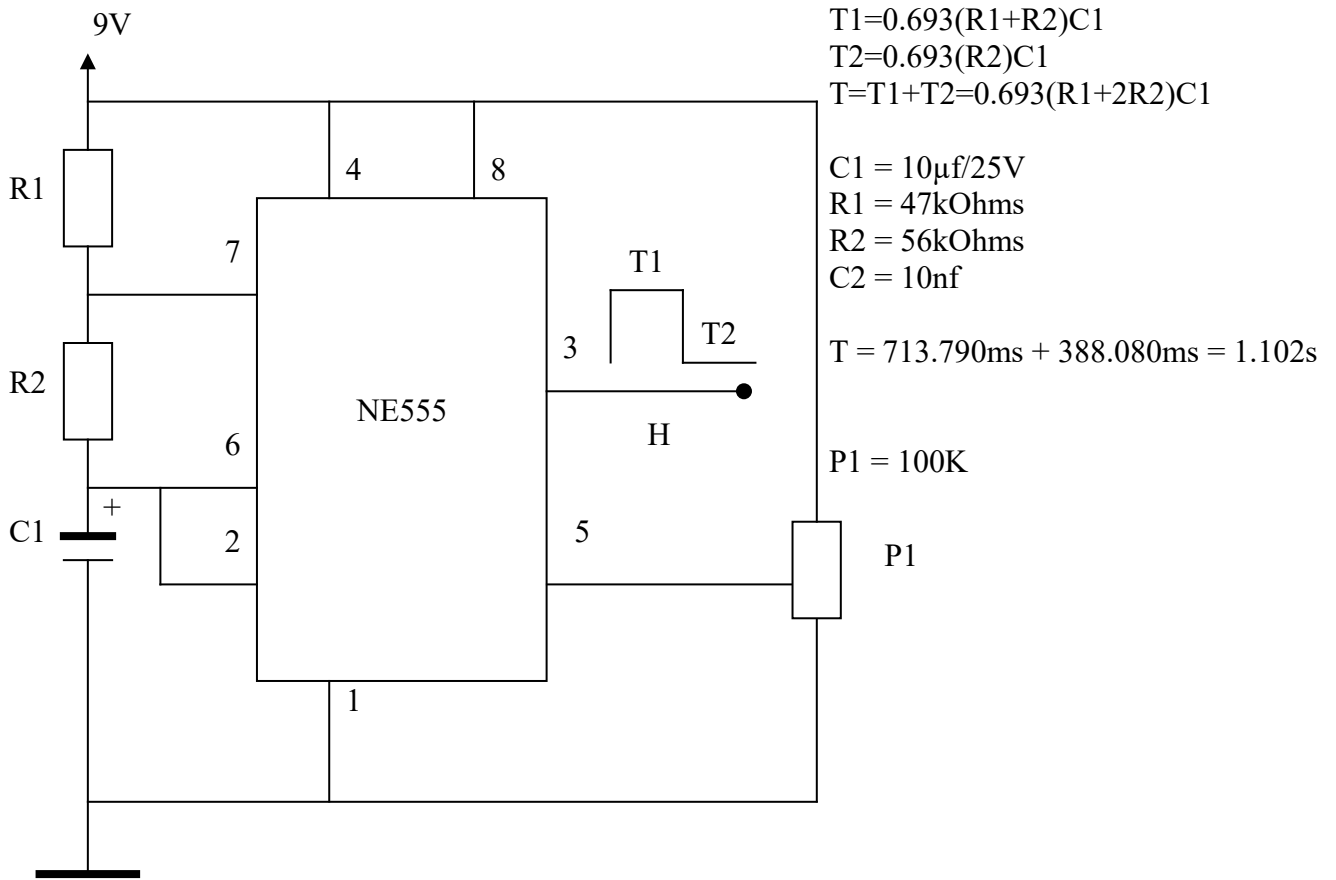 9V
T1=0.693(R1+R2)C1
T2=0.693(R2)C1
T=T1+T2=0.693(R1+2R2)C1
4
8
C1 = 10µf/25V
R1
R1 = 47kOhms
R2 = 56kOhms
7
T1
C2 = 10nf
3
T2
T = 713.790ms + 388.080ms = 1.102s
R2
NE555
6
H
P1 = 100K
+
C1
2
5
P1
1